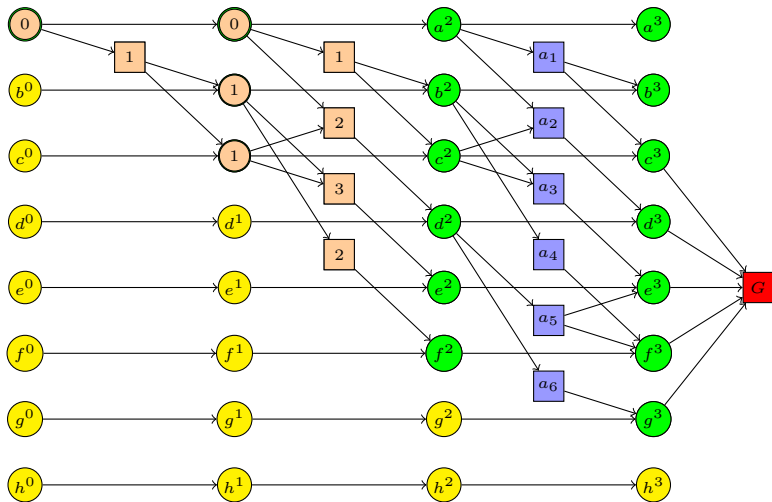 0 0 a² a³
1 1 a₁
b⁰ 1 b² b³
2 a₂
c⁰ 1 c² c³
3 a₃
d⁰ d¹ d² d³
2 a₄
e⁰ e¹ e² e³ G
a₅
f⁰ f¹ f² f³
a₆
g⁰ g¹ g² g³
h⁰ h¹ h² h³